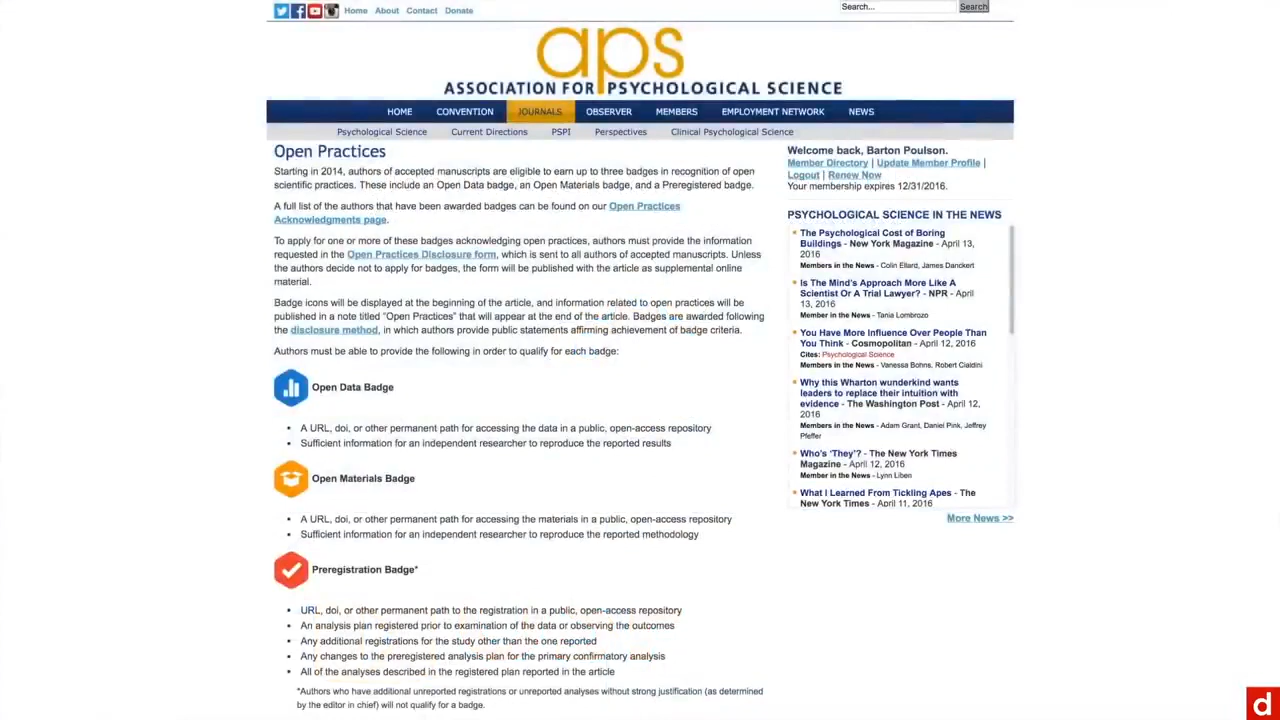 Home About Contact Donate
Search... Search
aps
ASSOCIATION FOR PSYCHOLOGICAL SCIENCE
HOME CONVENTION JOURNALS OBSERVER MEMBERS EMPLOYMENT NETWORK NEWS
Psychological Science Current Directions PSPI Perspectives Clinical Psychological Science
Open Practices
Starting in 2014, authors of accepted manuscripts are eligible to earn up to three badges in recognition of open
scientific practices. These include an Open Data badge, an Open Materials badge, and a Preregistered badge.
A full list of the authors that have been awarded badges can be found on our Open Practices
Acknowledgments page.
To apply for one or more of these badges acknowledging open practices, authors must provide the information
requested in the Open Practices Disclosure form, which is sent to all authors of accepted manuscripts. Unless
the authors decide not to apply for badges, the form will be published with the article as supplemental online
material.
Badge icons will be displayed at the beginning of the article, and information related to open practices will be
published in a note titled “Open Practices” that will appear at the end of the article. Badges are awarded following
the disclosure method, in which authors provide public statements affirming achievement of badge criteria.
Authors must be able to provide the following in order to qualify for each badge:
Open Data Badge
• A URL, doi, or other permanent path for accessing the data in a public, open-access repository
• Sufficient information for an independent researcher to reproduce the reported results
Open Materials Badge
• A URL, doi, or other permanent path for accessing the materials in a public, open-access repository
• Sufficient information for an independent researcher to reproduce the reported methodology
Preregistration Badge*
• URL, doi, or other permanent path to the registration in a public, open-access repository
• An analysis plan registered prior to examination of the data or observing the outcomes
• Any additional registrations for the study other than the one reported
• Any changes to the preregistered analysis plan for the primary confirmatory analysis
• All of the analyses described in the registered plan reported in the article
*Authors who have additional unreported registrations or unreported analyses without strong justification (as determined
by the editor in chief) will not qualify for a badge.
Welcome back, Barton Poulson.
Member Directory | Update Member Profile |
Logout | Renew Now
Your membership expires 12/31/2016.
PSYCHOLOGICAL SCIENCE IN THE NEWS
The Psychological Cost of Boring
Buildings - New York Magazine - April 13,
2016
Members in the News - Colin Ellard, James Danckert
Is The Mind's Approach More Like A
Scientist Or A Trial Lawyer? - NPR - April
13, 2016
Member in the News - Tania Lombrozo
You Have More Influence Over People Than
You Think - Cosmopolitan - April 12, 2016
Cites: Psychological Science
Members in the News - Vanessa Bohns, Robert Cialdini
Why this Wharton wunderkind wants
leaders to replace their intuition with
evidence - The Washington Post - April 12,
2016
Members in the News - Adam Grant, Daniel Pink, Jeffrey
Pfeffer
Who's ‘They’? - The New York Times
Magazine - April 12, 2016
Member in the News - Lynn Liben
What I Learned From Tickling Apes - The
New York Times - April 11, 2016
More News >>
d